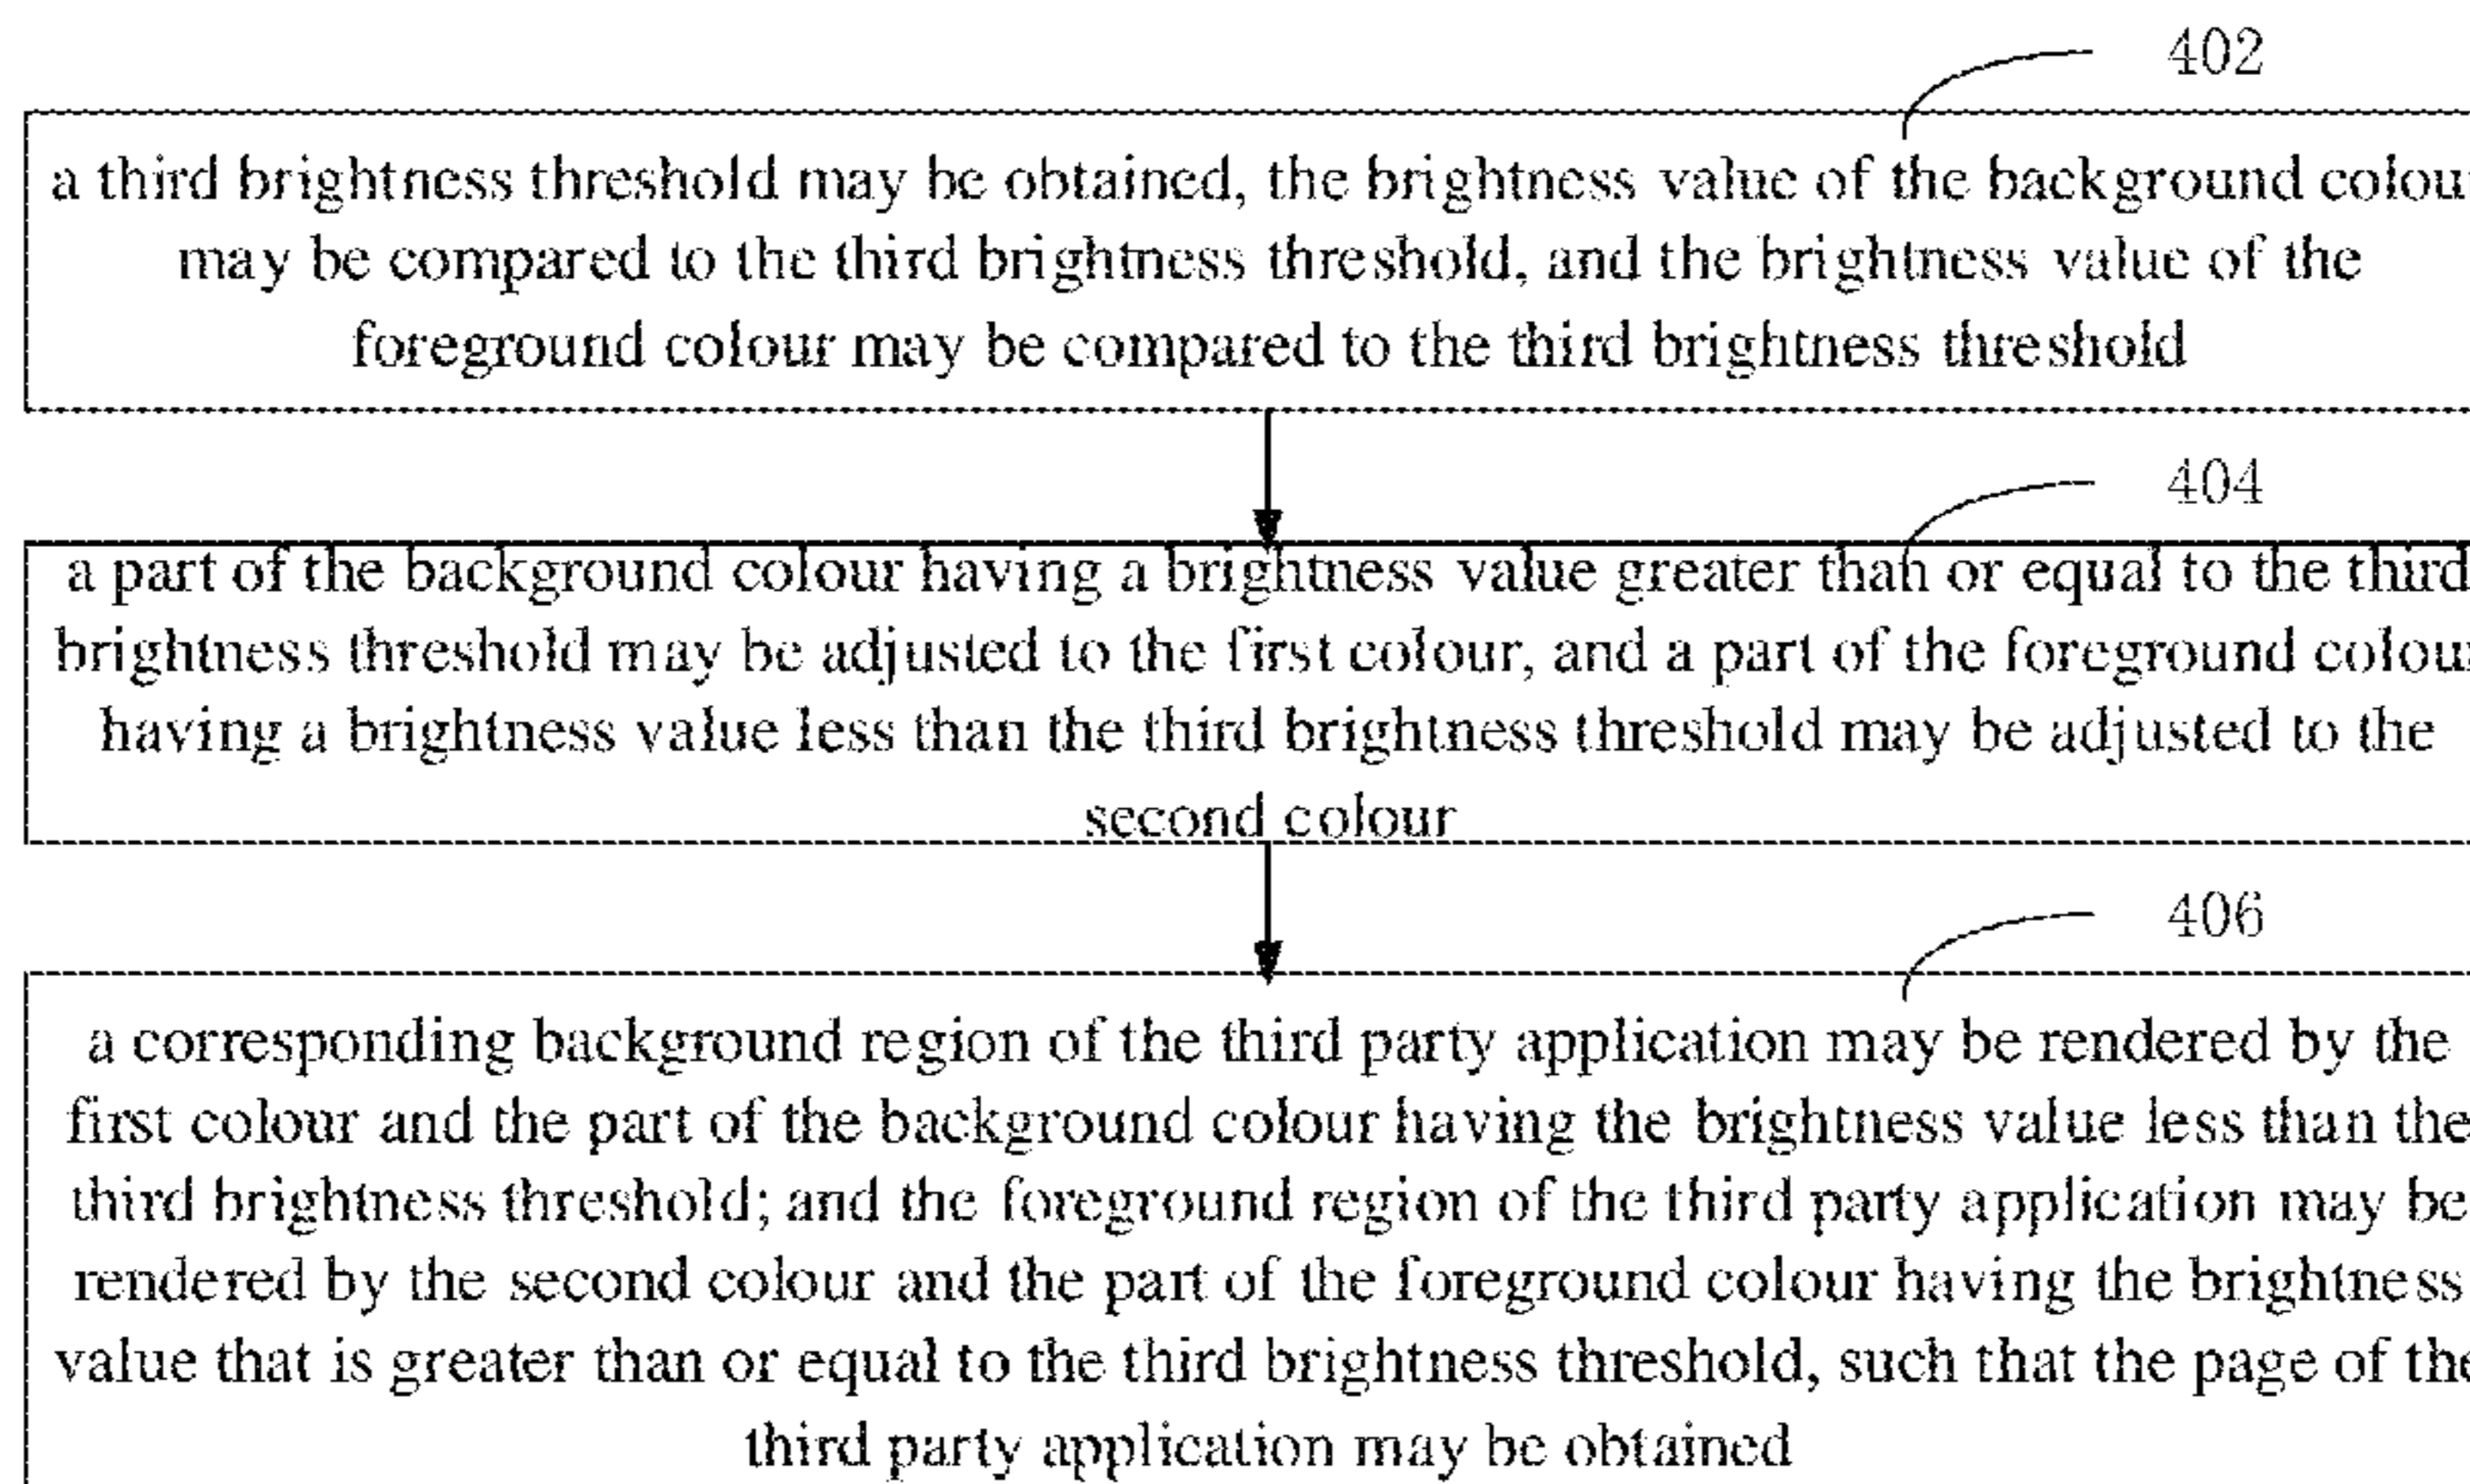 402
a third brightness threshold may be obtained, the brightness value of the background colour
may be compared to the third brightness threshold, and the brightness value of the
foreground colour may be compared to the third brightness threshold
404
a part of the background colour having a brightness value greater than or equal to the third
brightness threshold may be adjusted to the first colour, and a part of the foreground colour
having a brightness value less than the third brightness threshold may be adjusted to the
second colour
406
a corresponding background region of the third party application may be rendered by the
first colour and the part of the background colour having the brightness value less than the
third brightness threshold; and the foreground region of the third party application may be
rendered by the second colour and the part of the foreground colour having the brightness
value that is greater than or equal to the third brightness threshold, such that the page of the
third party application may be obtained